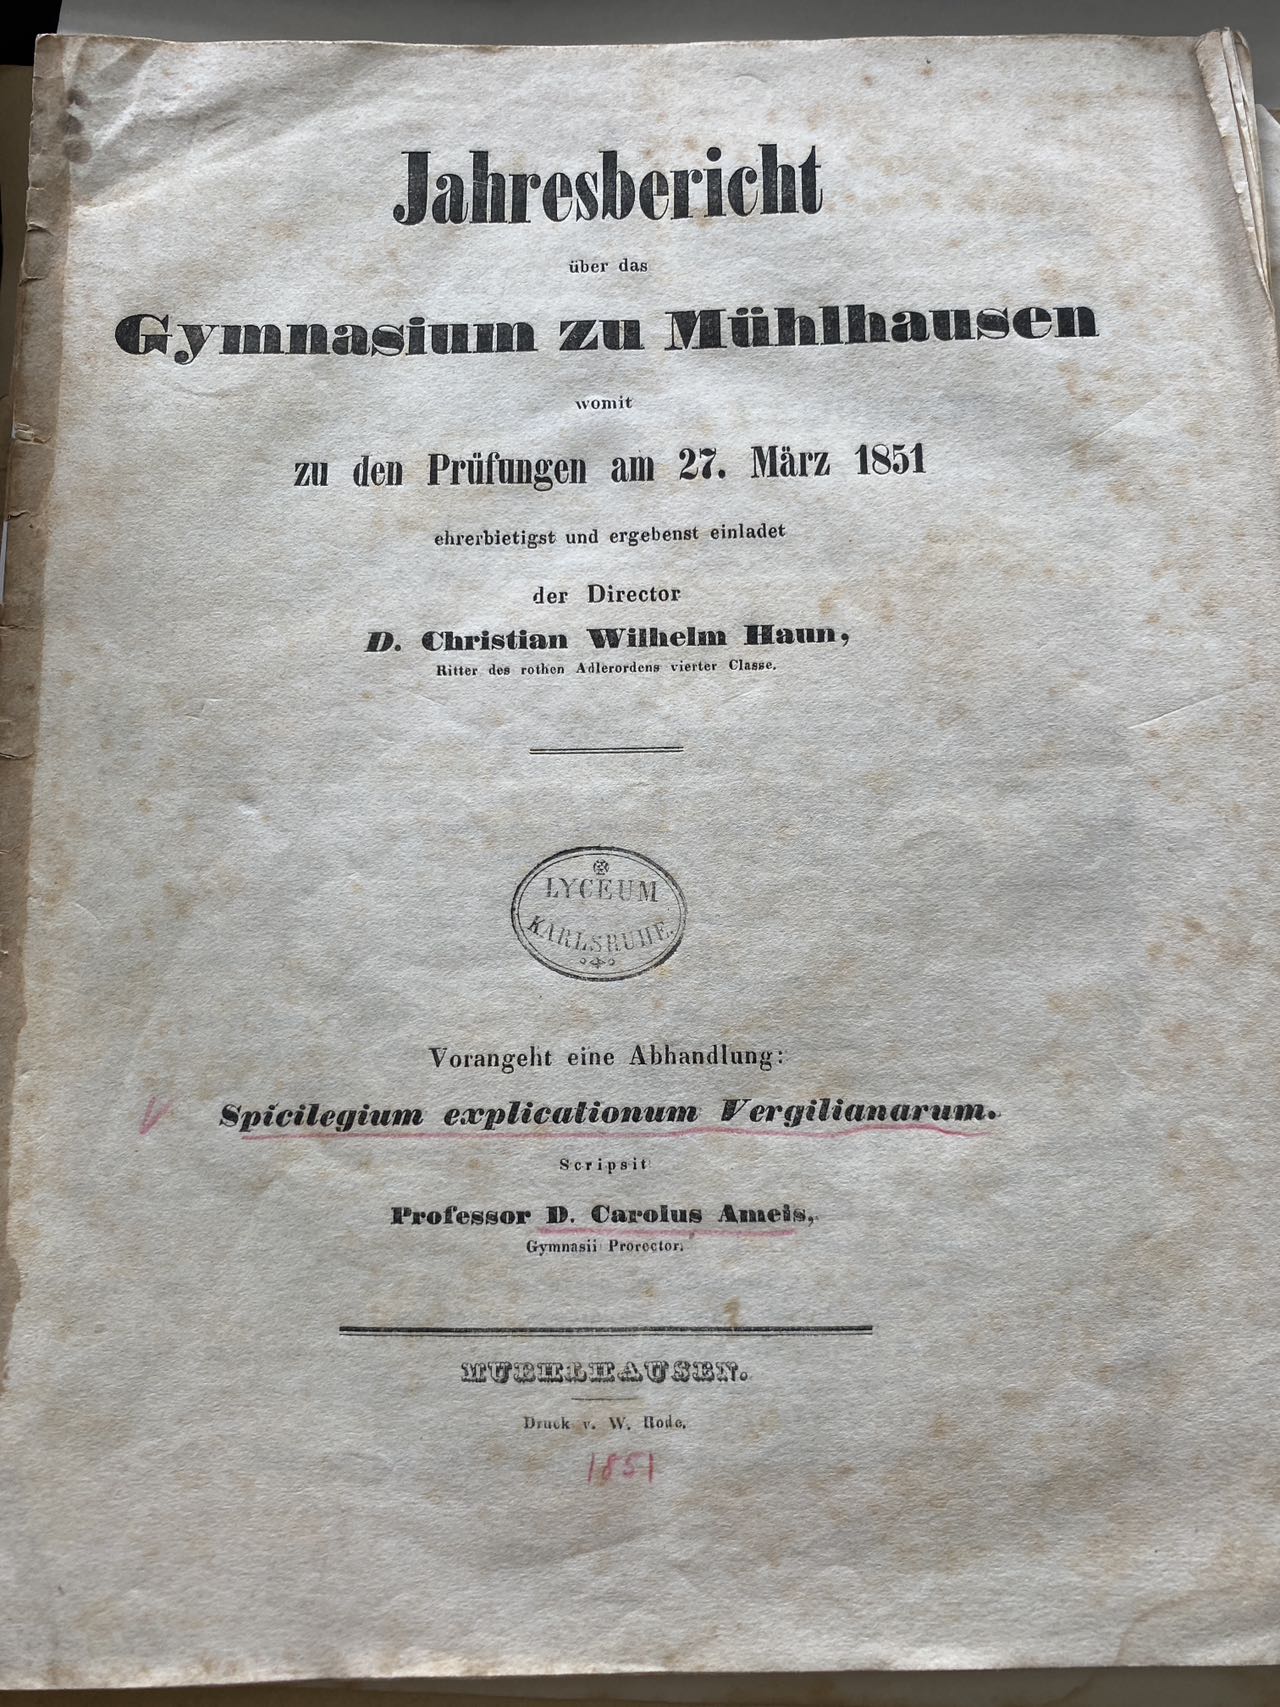 Jahresbericht
über das
Gymnasium zu Mühlhausen
womit
zu den Prüfungen am 27. März 1851
ehrerbietigst und ergebenst einladet
der Director
D. Christian Wilhelm Haun,
Ritter des rothen Adlerordens vierter Classe.
LYCEUM
KARLSRUHE.
Vorangeht eine Abhandlung:
V Spicilegium explicationum Vergilianarum.
Scripsit
Professor D. Carolus Ameis,
Gymnasii Prorector.
MUEHLHAUSEN.
Druck v. W. Rode.
1851